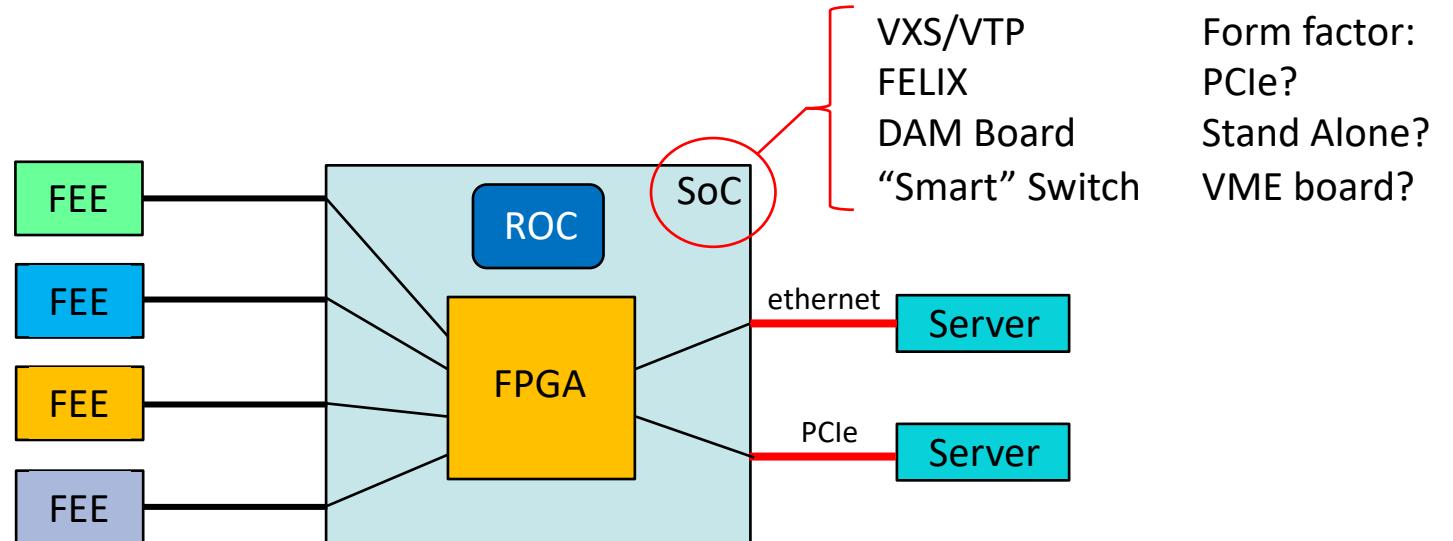 VXS/VTP Form factor:
FELIX PCIe?
DAM Board Stand Alone?
“Smart” Switch VME board?
SoC
FEE
ROC
FEE
ethernet
Server
FPGA
FEE
PCIe
Server
FEE